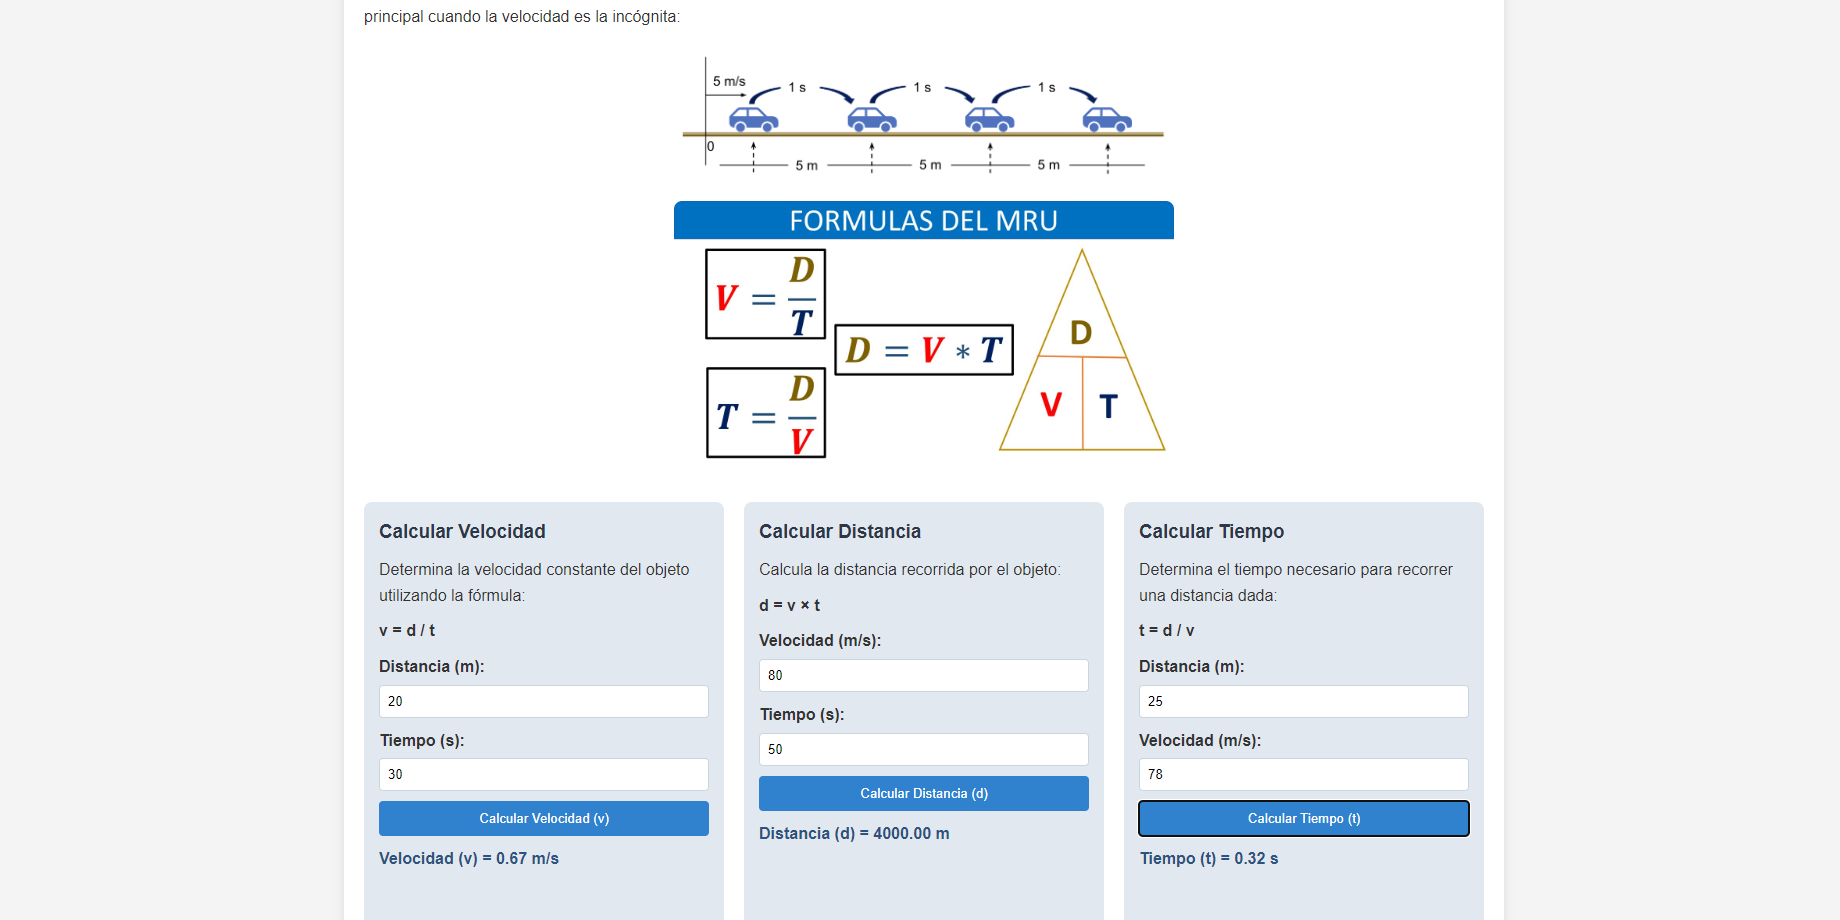 principal cuando la velocidad es la incógnita:
5 m/s
1 s
1 s
1 s
0
5 m
5 m
5 m
FORMULAS DEL MRU
V = D / T
D = V * T
T = D / V
D
V T
Calcular Velocidad
Determina la velocidad constante del objeto
utilizando la fórmula:
v = d / t
Distancia (m):
20
Tiempo (s):
30
Calcular Velocidad (v)
Velocidad (v) = 0.67 m/s
Calcular Distancia
Calcula la distancia recorrida por el objeto:
d = v × t
Velocidad (m/s):
80
Tiempo (s):
50
Calcular Distancia (d)
Distancia (d) = 4000.00 m
Calcular Tiempo
Determina el tiempo necesario para recorrer
una distancia dada:
t = d / v
Distancia (m):
25
Velocidad (m/s):
78
Calcular Tiempo (t)
Tiempo (t) = 0.32 s